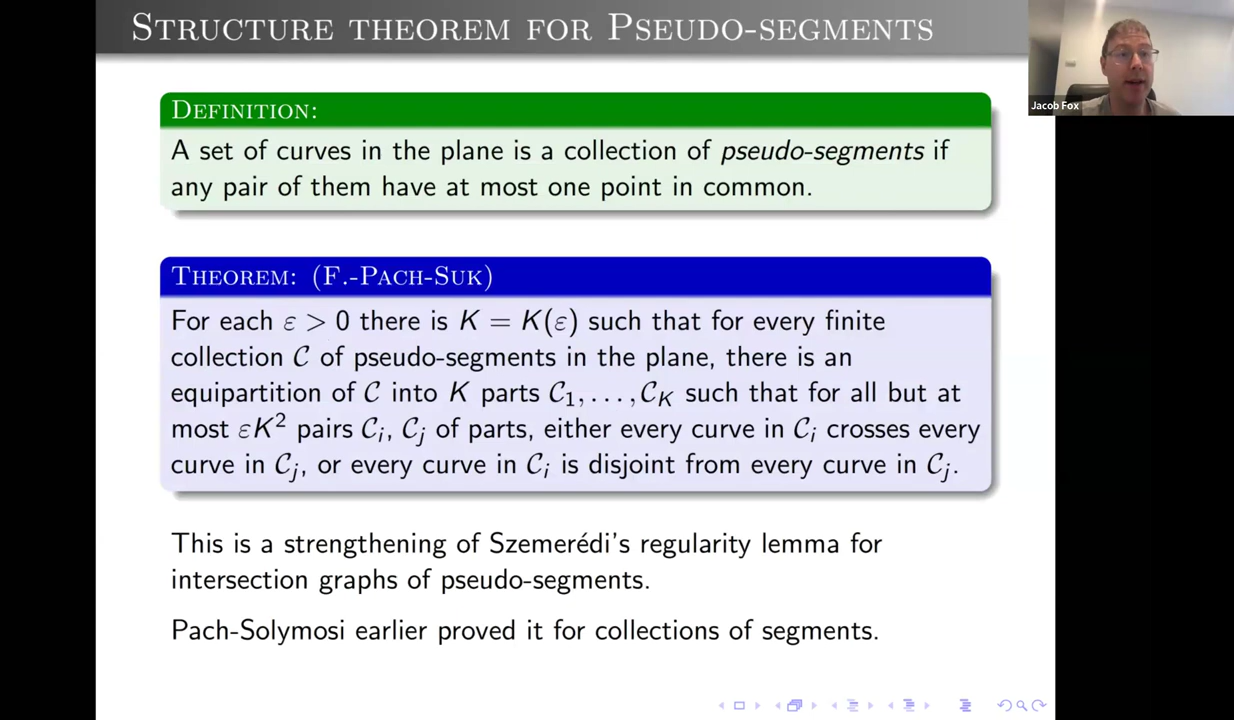 Structure theorem for Pseudo-segments
Jacob Fox
Definition:
A set of curves in the plane is a collection of pseudo-segments if
any pair of them have at most one point in common.
Theorem: (F.-Pach-Suk)
For each ε > 0 there is K = K(ε) such that for every finite
collection 𝒞 of pseudo-segments in the plane, there is an
equipartition of 𝒞 into K parts 𝒞₁, . . . , 𝒞_K such that for all but at
most εK² pairs 𝒞ᵢ, 𝒞ⱼ of parts, either every curve in 𝒞ᵢ crosses every
curve in 𝒞ⱼ, or every curve in 𝒞ᵢ is disjoint from every curve in 𝒞ⱼ.
This is a strengthening of Szemerédi's regularity lemma for
intersection graphs of pseudo-segments.
Pach-Solymosi earlier proved it for collections of segments.